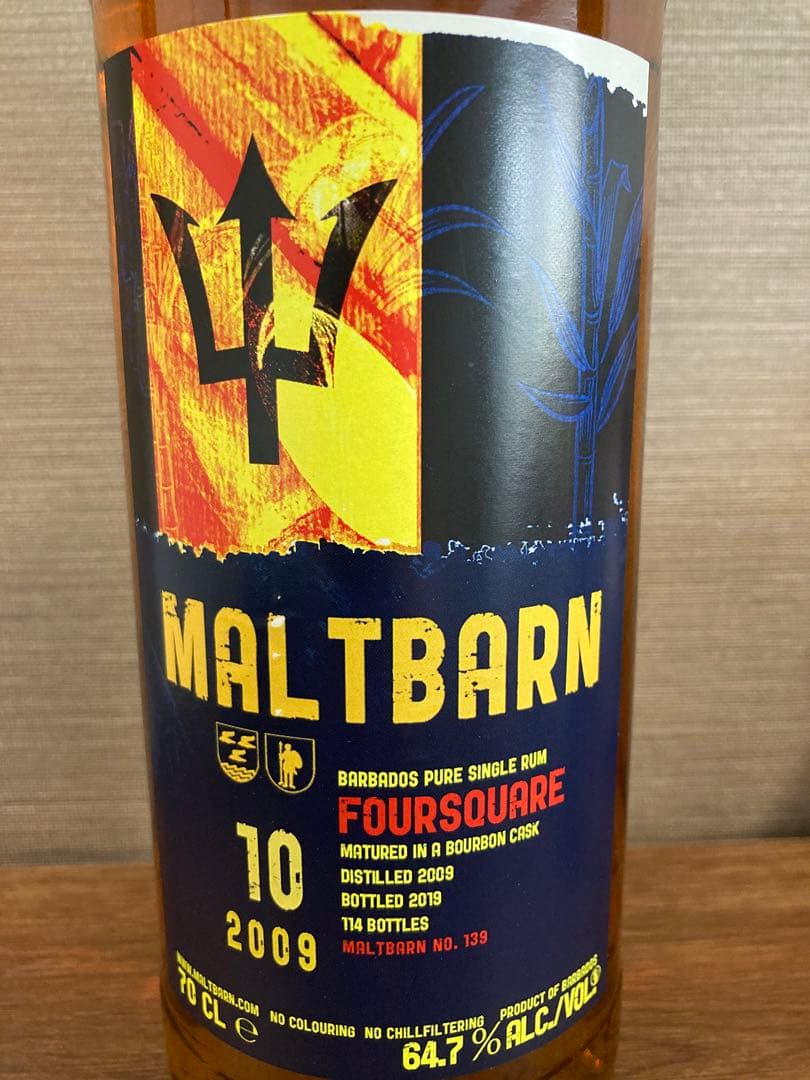 MALTBARN
BARBADOS PURE SINGLE RUM
FOURSQUARE
MATURED IN A BOURBON CASK
DISTILLED 2009
BOTTLED 2019
114 BOTTLES
MALTBARN NO. 139
10
2009
WWW.MALTBARN.COM
70 CL e
NO COLOURING NO CHILLFILTERING
PRODUCT OF BARBADOS
64.7 % ALC./VOL.